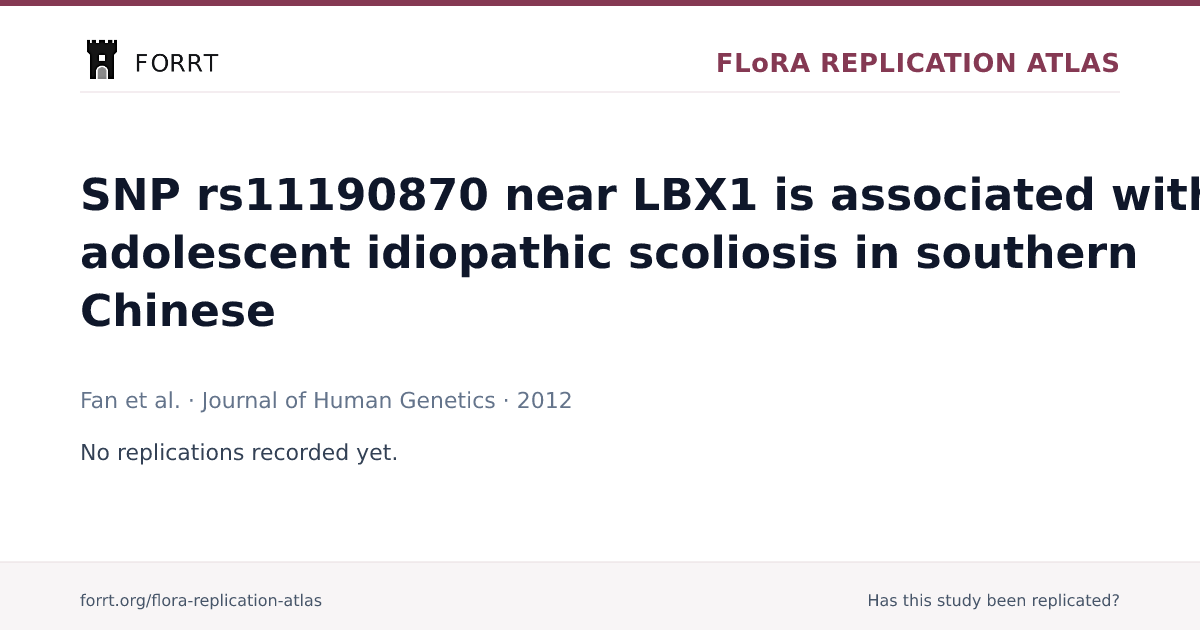 FORRT
FLoRA REPLICATION ATLAS
SNP rs11190870 near LBX1 is associated with
adolescent idiopathic scoliosis in southern
Chinese
Fan et al. · Journal of Human Genetics · 2012
No replications recorded yet.
forrt.org/flora-replication-atlas
Has this study been replicated?